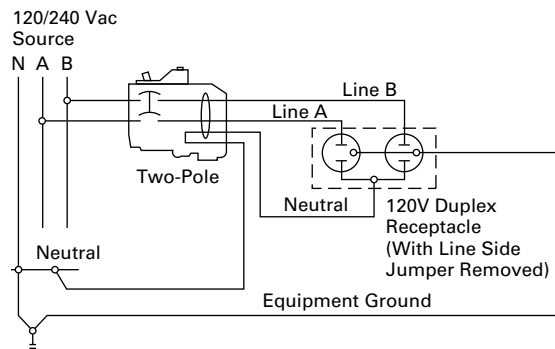 120/240 Vac
Source
N A B
Line B
Line A
Two-Pole
Neutral
120V Duplex
Receptacle
(With Line Side
Jumper Removed)
Neutral
Equipment Ground